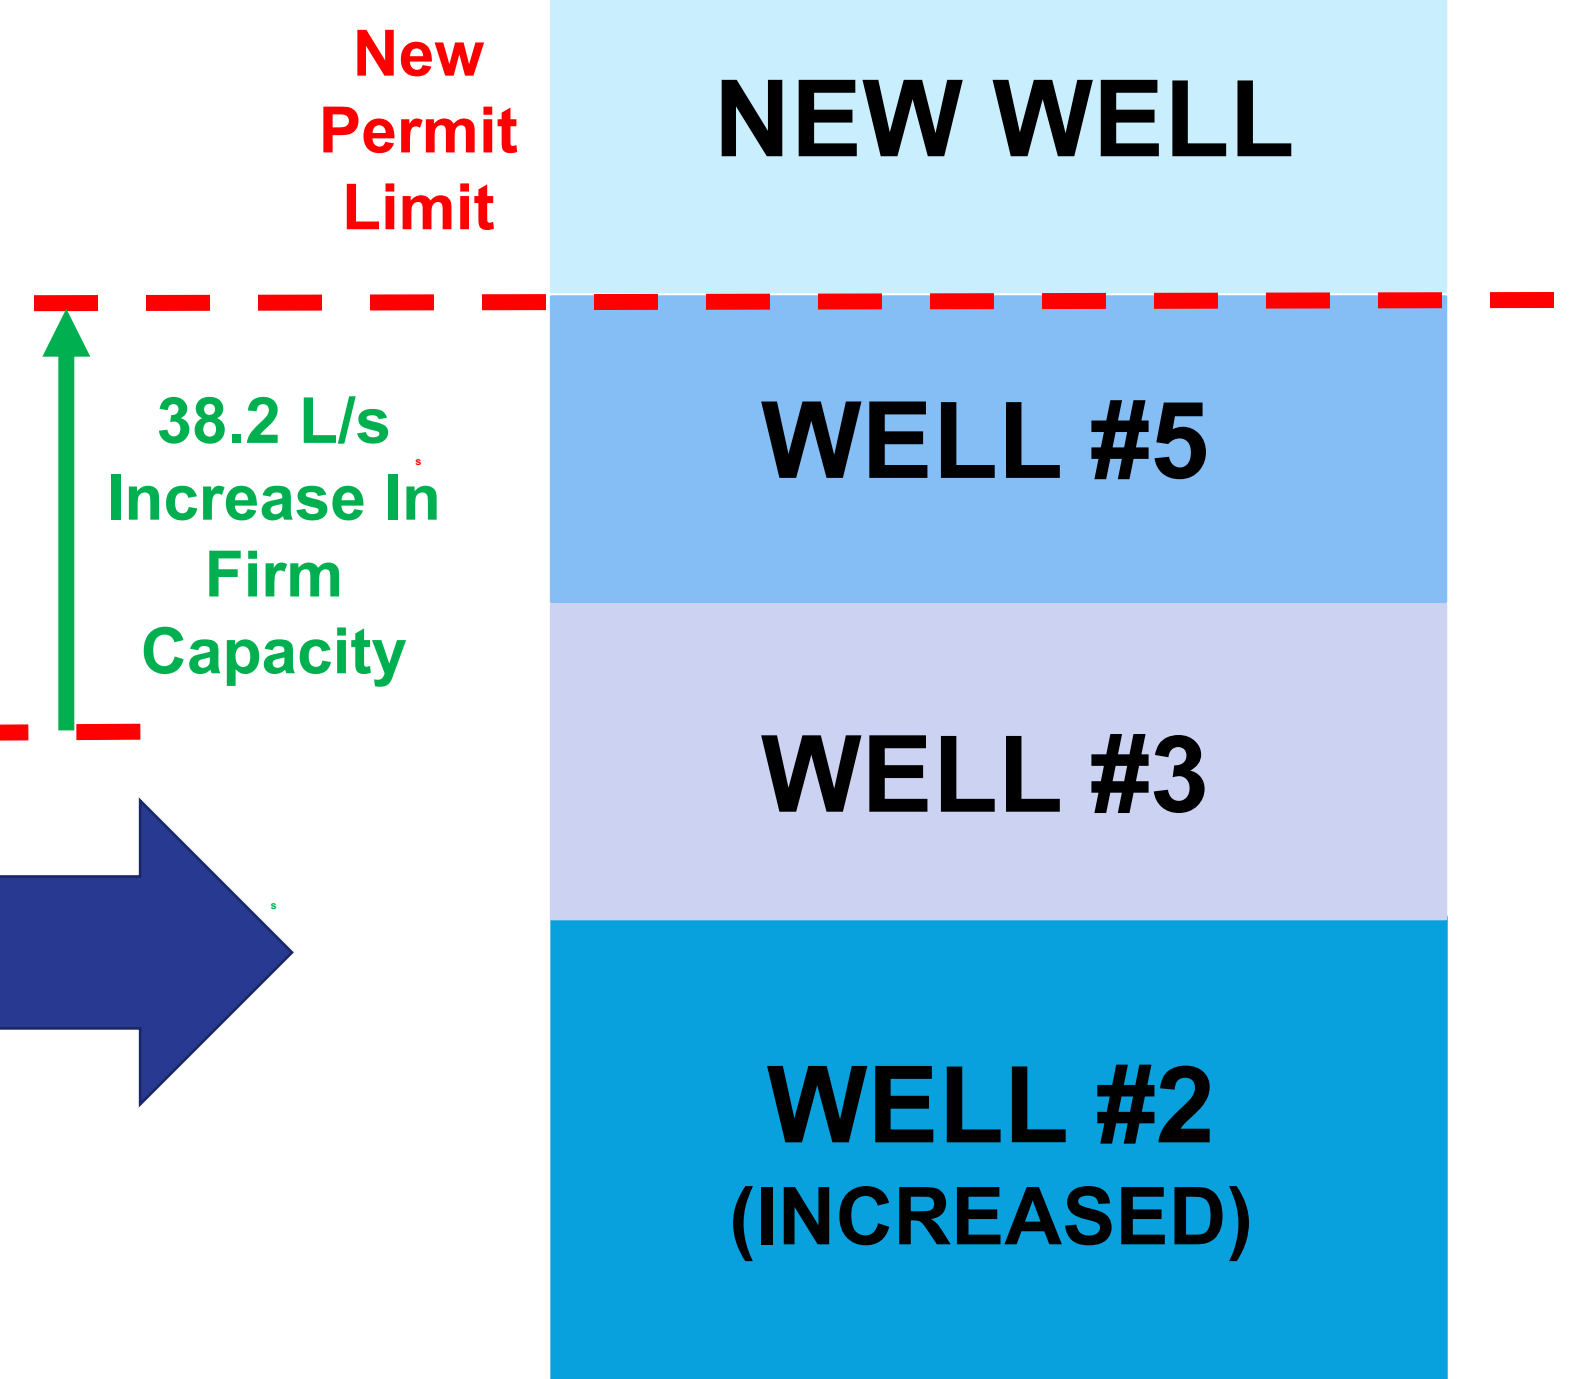 New
Permit
Limit
NEW WELL
38.2 L/s
s
Increase In
Firm
Capacity
WELL #5
WELL #3
s
WELL #2
(INCREASED)